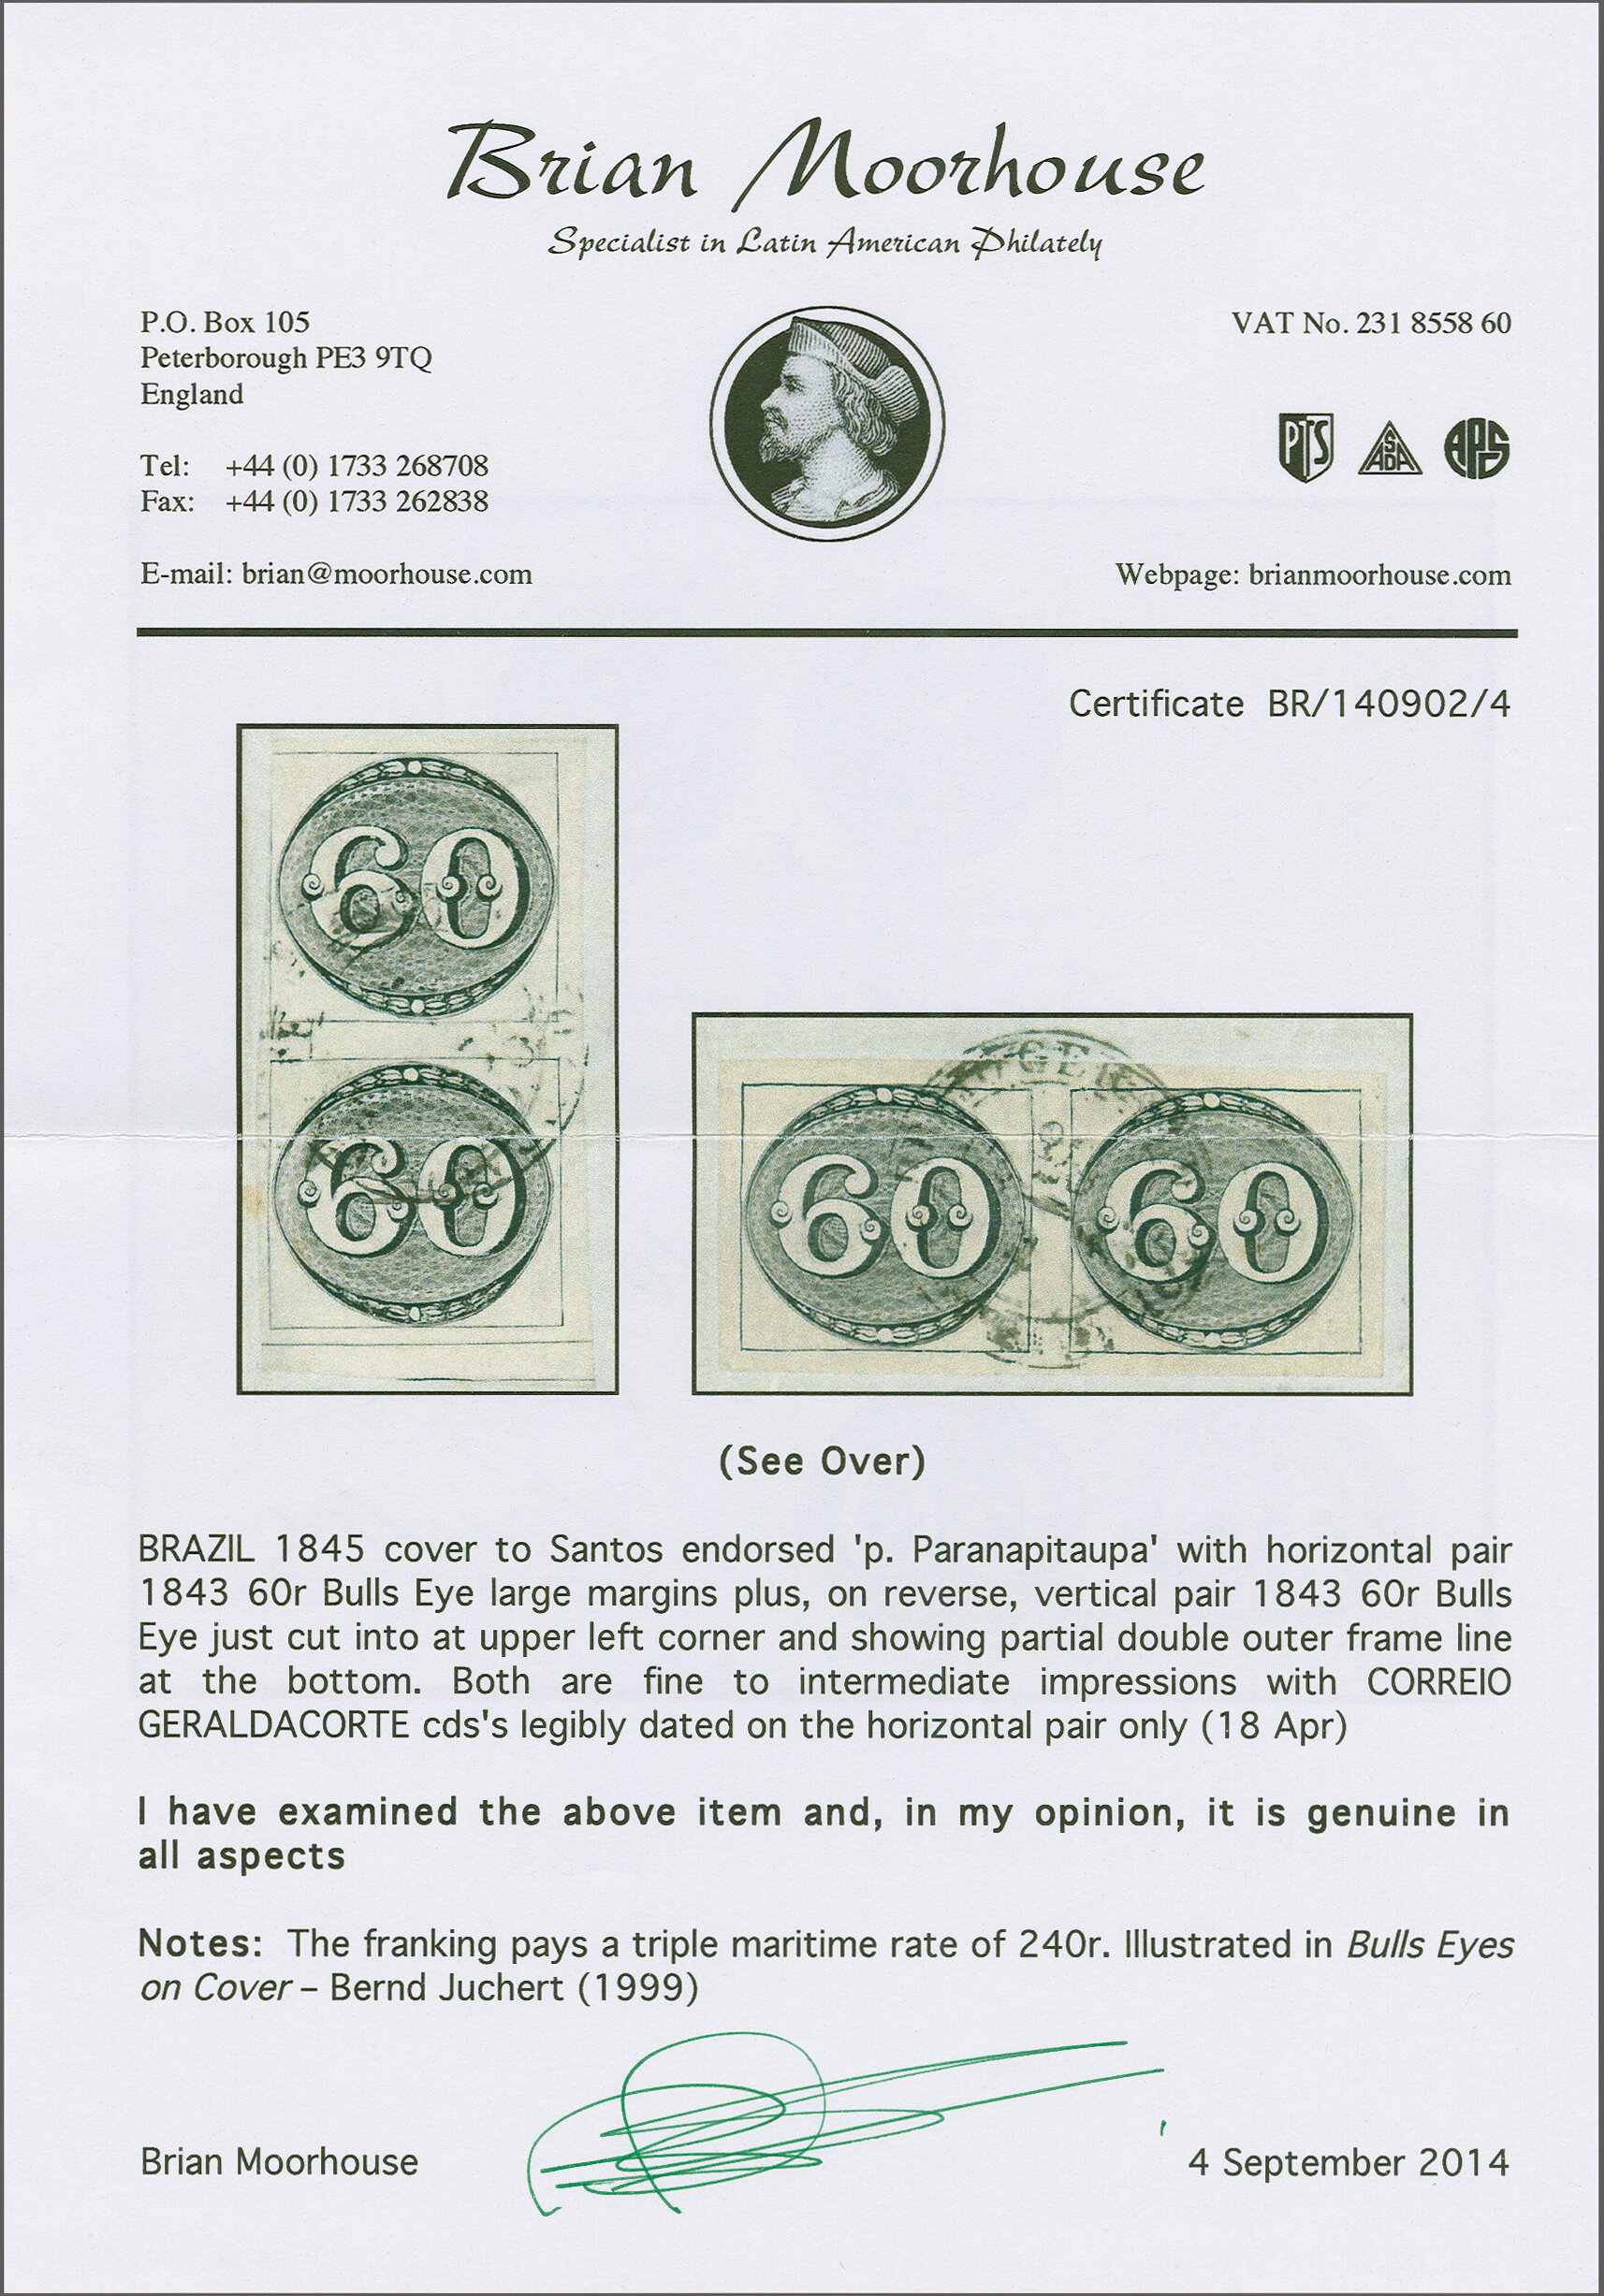 Brian Moorhouse
Specialist in Latin American Philately
P.O. Box 105
Peterborough PE3 9TQ
England
Tel: +44 (0) 1733 268708
Fax: +44 (0) 1733 262838
E-mail: brian@moorhouse.com
VAT No. 231 8558 60
PTS ASDA APS
Webpage: brianmoorhouse.com
Certificate BR/140902/4
60
60
60 60
(See Over)
BRAZIL 1845 cover to Santos endorsed 'p. Paranapitaupa' with horizontal pair
1843 60r Bulls Eye large margins plus, on reverse, vertical pair 1843 60r Bulls
Eye just cut into at upper left corner and showing partial double outer frame line
at the bottom. Both are fine to intermediate impressions with CORREIO
GERALDACORTE cds's legibly dated on the horizontal pair only (18 Apr)
I have examined the above item and, in my opinion, it is genuine in
all aspects
Notes: The franking pays a triple maritime rate of 240r. Illustrated in Bulls Eyes
on Cover – Bernd Juchert (1999)
Brian Moorhouse
4 September 2014